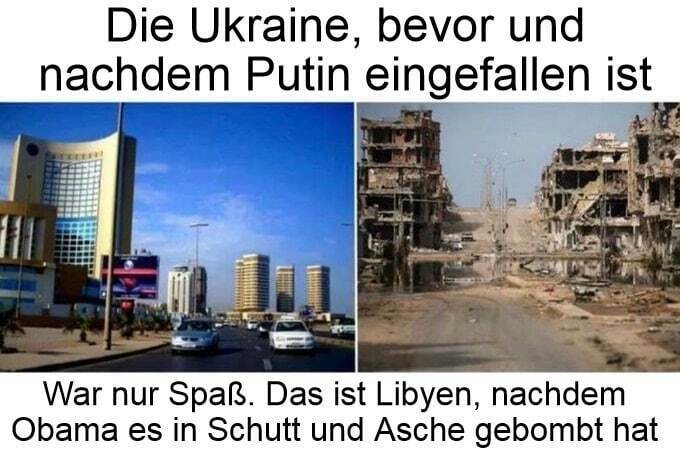 Die Ukraine, bevor und
nachdem Putin eingefallen ist
War nur Spaß. Das ist Libyen, nachdem
Obama es in Schutt und Asche gebombt hat